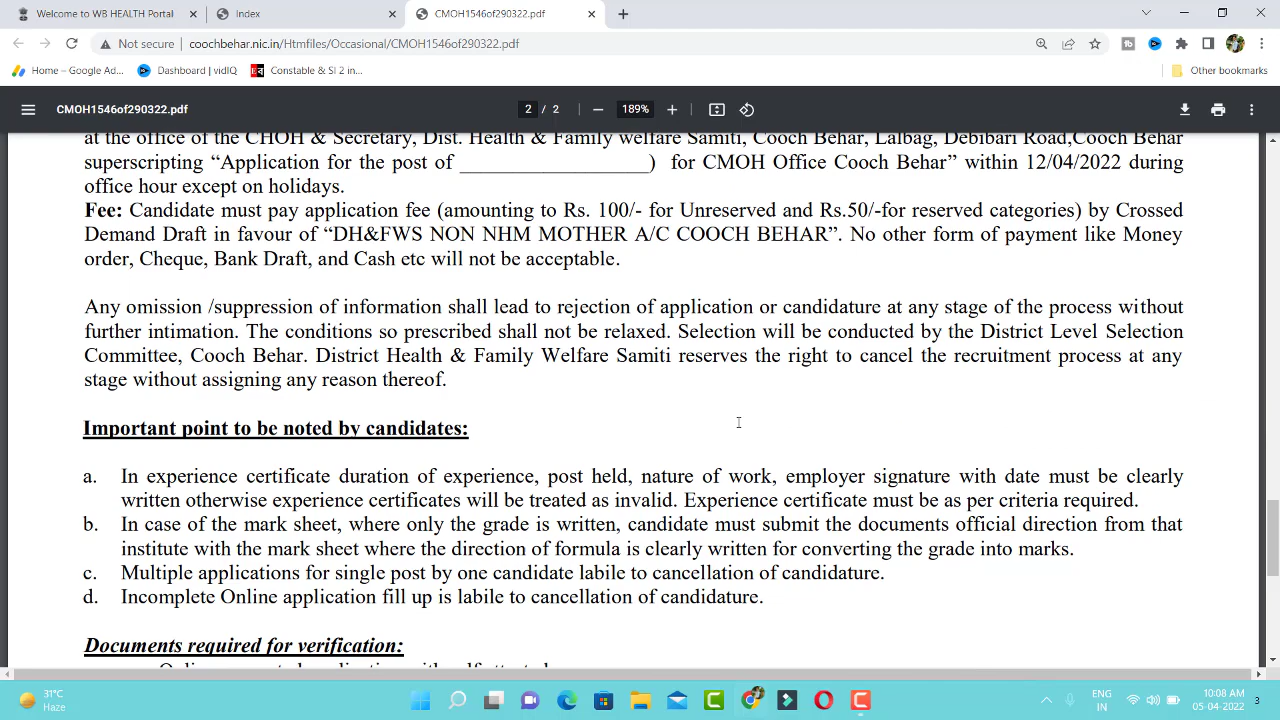 Welcome to WB HEALTH Portal
Index
CMOH1546of290322.pdf
Not secure
coochbehar.nic.in/Htmfiles/Occasional/CMOH1546of290322.pdf
Home – Google Ad...
Dashboard | vidIQ
Constable & SI 2 in...
Other bookmarks
CMOH1546of290322.pdf
2 / 2
189%
at the office of the CHOH & Secretary, Dist. Health & Family welfare Samiti, Cooch Behar, Lalbag, Debibari Road,Cooch Behar
superscripting “Application for the post of __________________) for CMOH Office Cooch Behar” within 12/04/2022 during
office hour except on holidays.
Fee: Candidate must pay application fee (amounting to Rs. 100/- for Unreserved and Rs.50/-for reserved categories) by Crossed
Demand Draft in favour of “DH&FWS NON NHM MOTHER A/C COOCH BEHAR”. No other form of payment like Money
order, Cheque, Bank Draft, and Cash etc will not be acceptable.
Any omission /suppression of information shall lead to rejection of application or candidature at any stage of the process without
further intimation. The conditions so prescribed shall not be relaxed. Selection will be conducted by the District Level Selection
Committee, Cooch Behar. District Health & Family Welfare Samiti reserves the right to cancel the recruitment process at any
stage without assigning any reason thereof.
Important point to be noted by candidates:
a. In experience certificate duration of experience, post held, nature of work, employer signature with date must be clearly
written otherwise experience certificates will be treated as invalid. Experience certificate must be as per criteria required.
b. In case of the mark sheet, where only the grade is written, candidate must submit the documents official direction from that
institute with the mark sheet where the direction of formula is clearly written for converting the grade into marks.
c. Multiple applications for single post by one candidate labile to cancellation of candidature.
d. Incomplete Online application fill up is labile to cancellation of candidature.
Documents required for verification:
31°C
Haze
ENG
IN
10:08 AM
05-04-2022
3